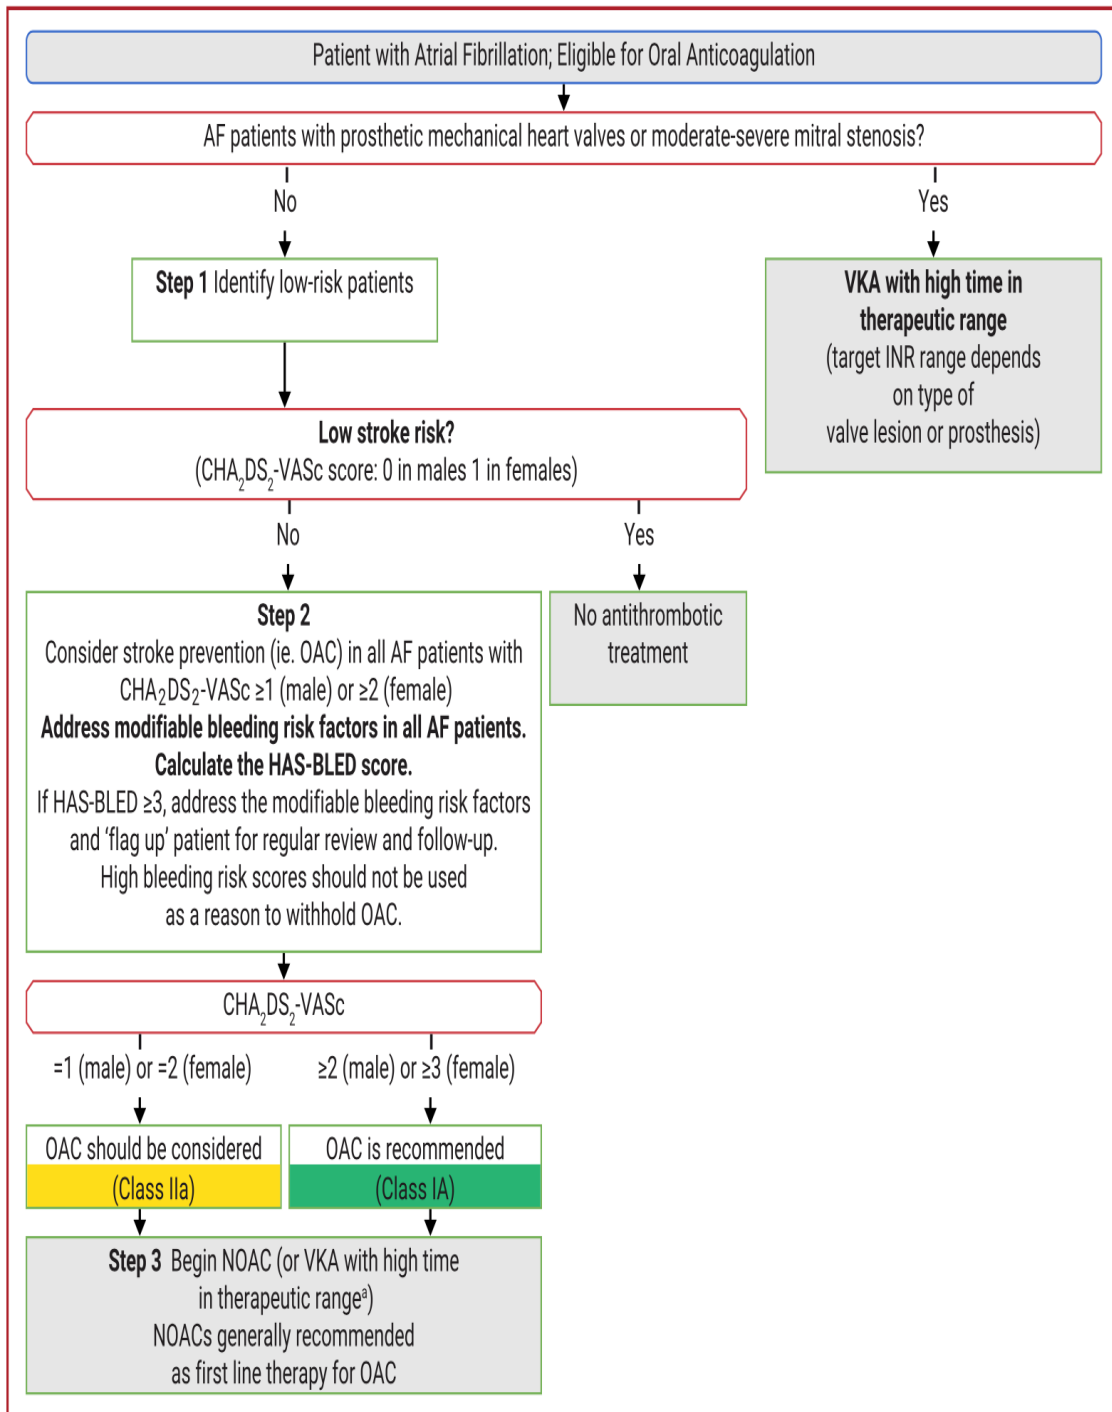 Patient with Atrial Fibrillation; Eligible for Oral Anticoagulation
AF patients with prosthetic mechanical heart valves or moderate-severe mitral stenosis?
No
Yes
Step 1 Identify low-risk patients
VKA with high time in
therapeutic range
(target INR range depends
on type of
valve lesion or prosthesis)
Low stroke risk?
(CHA₂DS₂-VASc score: 0 in males 1 in females)
No
Yes
Step 2
Consider stroke prevention (ie. OAC) in all AF patients with
CHA₂DS₂-VASc ≥1 (male) or ≥2 (female)
Address modifiable bleeding risk factors in all AF patients.
Calculate the HAS-BLED score.
If HAS-BLED ≥3, address the modifiable bleeding risk factors
and ‘flag up’ patient for regular review and follow-up.
High bleeding risk scores should not be used
as a reason to withhold OAC.
No antithrombotic
treatment
CHA₂DS₂-VASc
=1 (male) or =2 (female)
≥2 (male) or ≥3 (female)
OAC should be considered
(Class IIa)
OAC is recommended
(Class IA)
Step 3 Begin NOAC (or VKA with high time
in therapeutic rangeᵃ)
NOACs generally recommended
as first line therapy for OAC